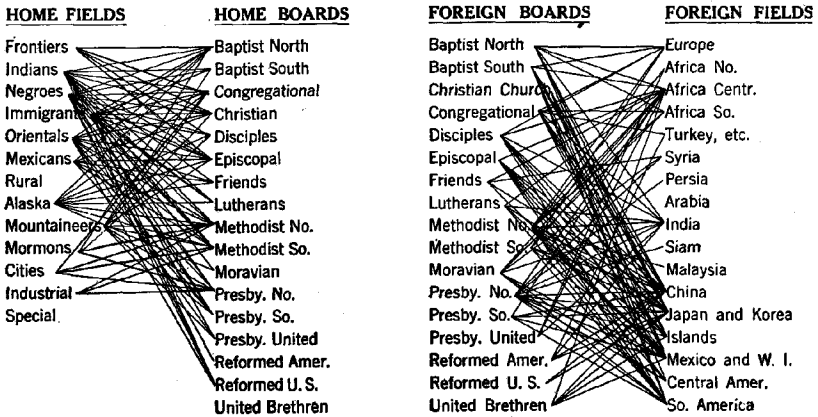 HOME FIELDS
Frontiers
Indians
Negroes
Immigrants
Orientals
Mexicans
Rural
Alaska
Mountaineers
Mormons
Cities
Industrial
Special
HOME BOARDS
Baptist North
Baptist South
Congregational
Christian
Disciples
Episcopal
Friends
Lutherans
Methodist No.
Methodist So.
Moravian
Presby. No.
Presby. So.
Presby. United
Reformed Amer.
Reformed U. S.
United Brethren
FOREIGN BOARDS
Baptist North
Baptist South
Christian Church
Congregational
Disciples
Episcopal
Friends
Lutherans
Methodist No.
Methodist So.
Moravian
Presby. No.
Presby. So.
Presby. United
Reformed Amer.
Reformed U. S.
United Brethren
FOREIGN FIELDS
Europe
Africa No.
Africa Centr.
Africa So.
Turkey, etc.
Syria
Persia
Arabia
India
Siam
Malaysia
China
Japan and Korea
Islands
Mexico and W. I.
Central Amer.
So. America